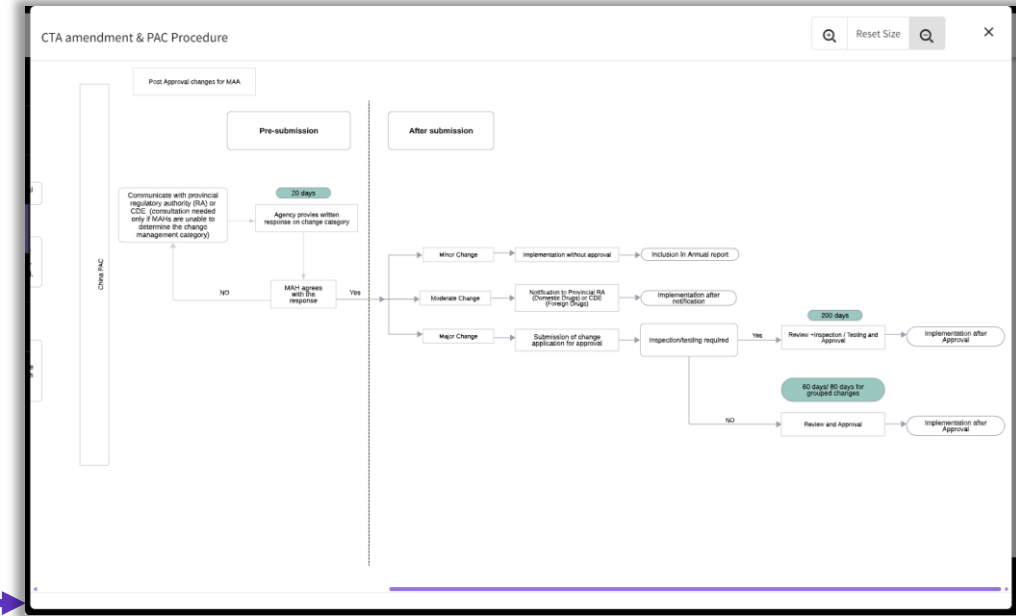 CTA amendment & PAC Procedure
Reset Size
Post Approval changes for MAA
Pre-submission
After submission
China PAC
Communicate with provincial
regulatory authority (RA) or
CDE (consultation needed
only if MAHs are unable to
determine the change
management category)
20 days
Agency provies written
response on change category
MAH agrees
with the
response
NO
Yes
Minor Change
Implementation without approval
Inclusion in Annual report
Moderate Change
Notification to Provincial RA
(Domestic Drugs) or CDE
(Foreign Drugs)
Implementation after
notification
Major Change
Submission of change
application for approval
Inspection/testing required
Yes
200 days
Review +Inspection / Testing and
Approval
Implementation after
Approval
60 days/ 80 days for
grouped changes
NO
Review and Approval
Implementation after
Approval